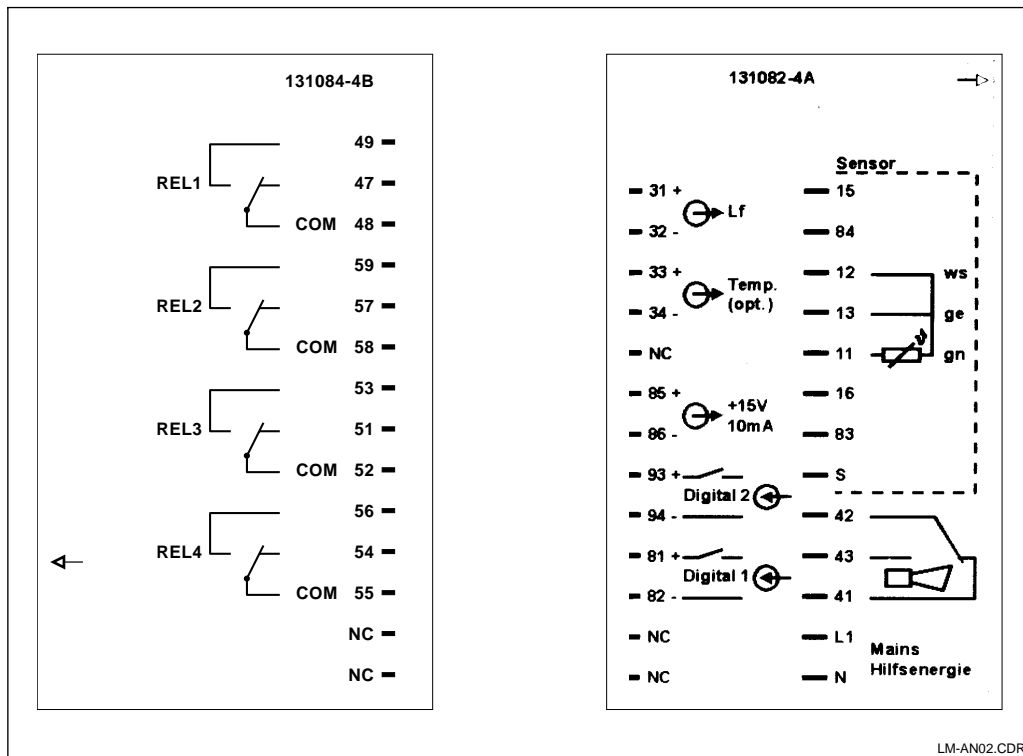 131084-4B
49
REL1 47
COM 48
59
REL2 57
COM 58
53
REL3 51
COM 52
56
REL4 54
COM 55
NC
NC
131082-4A
Sensor
31 + 15
Lf
32 - 84
33 + 12 ws
Temp.
(opt.)
34 - 13 ge
ϑ
NC 11 gn
85 + 16
+15V
10mA
86 - 83
93 + S
Digital 2
94 - 42
81 + 43
Digital 1
82 - 41
NC L1
Mains
Hilfsenergie
NC N
LM-AN02.CDR